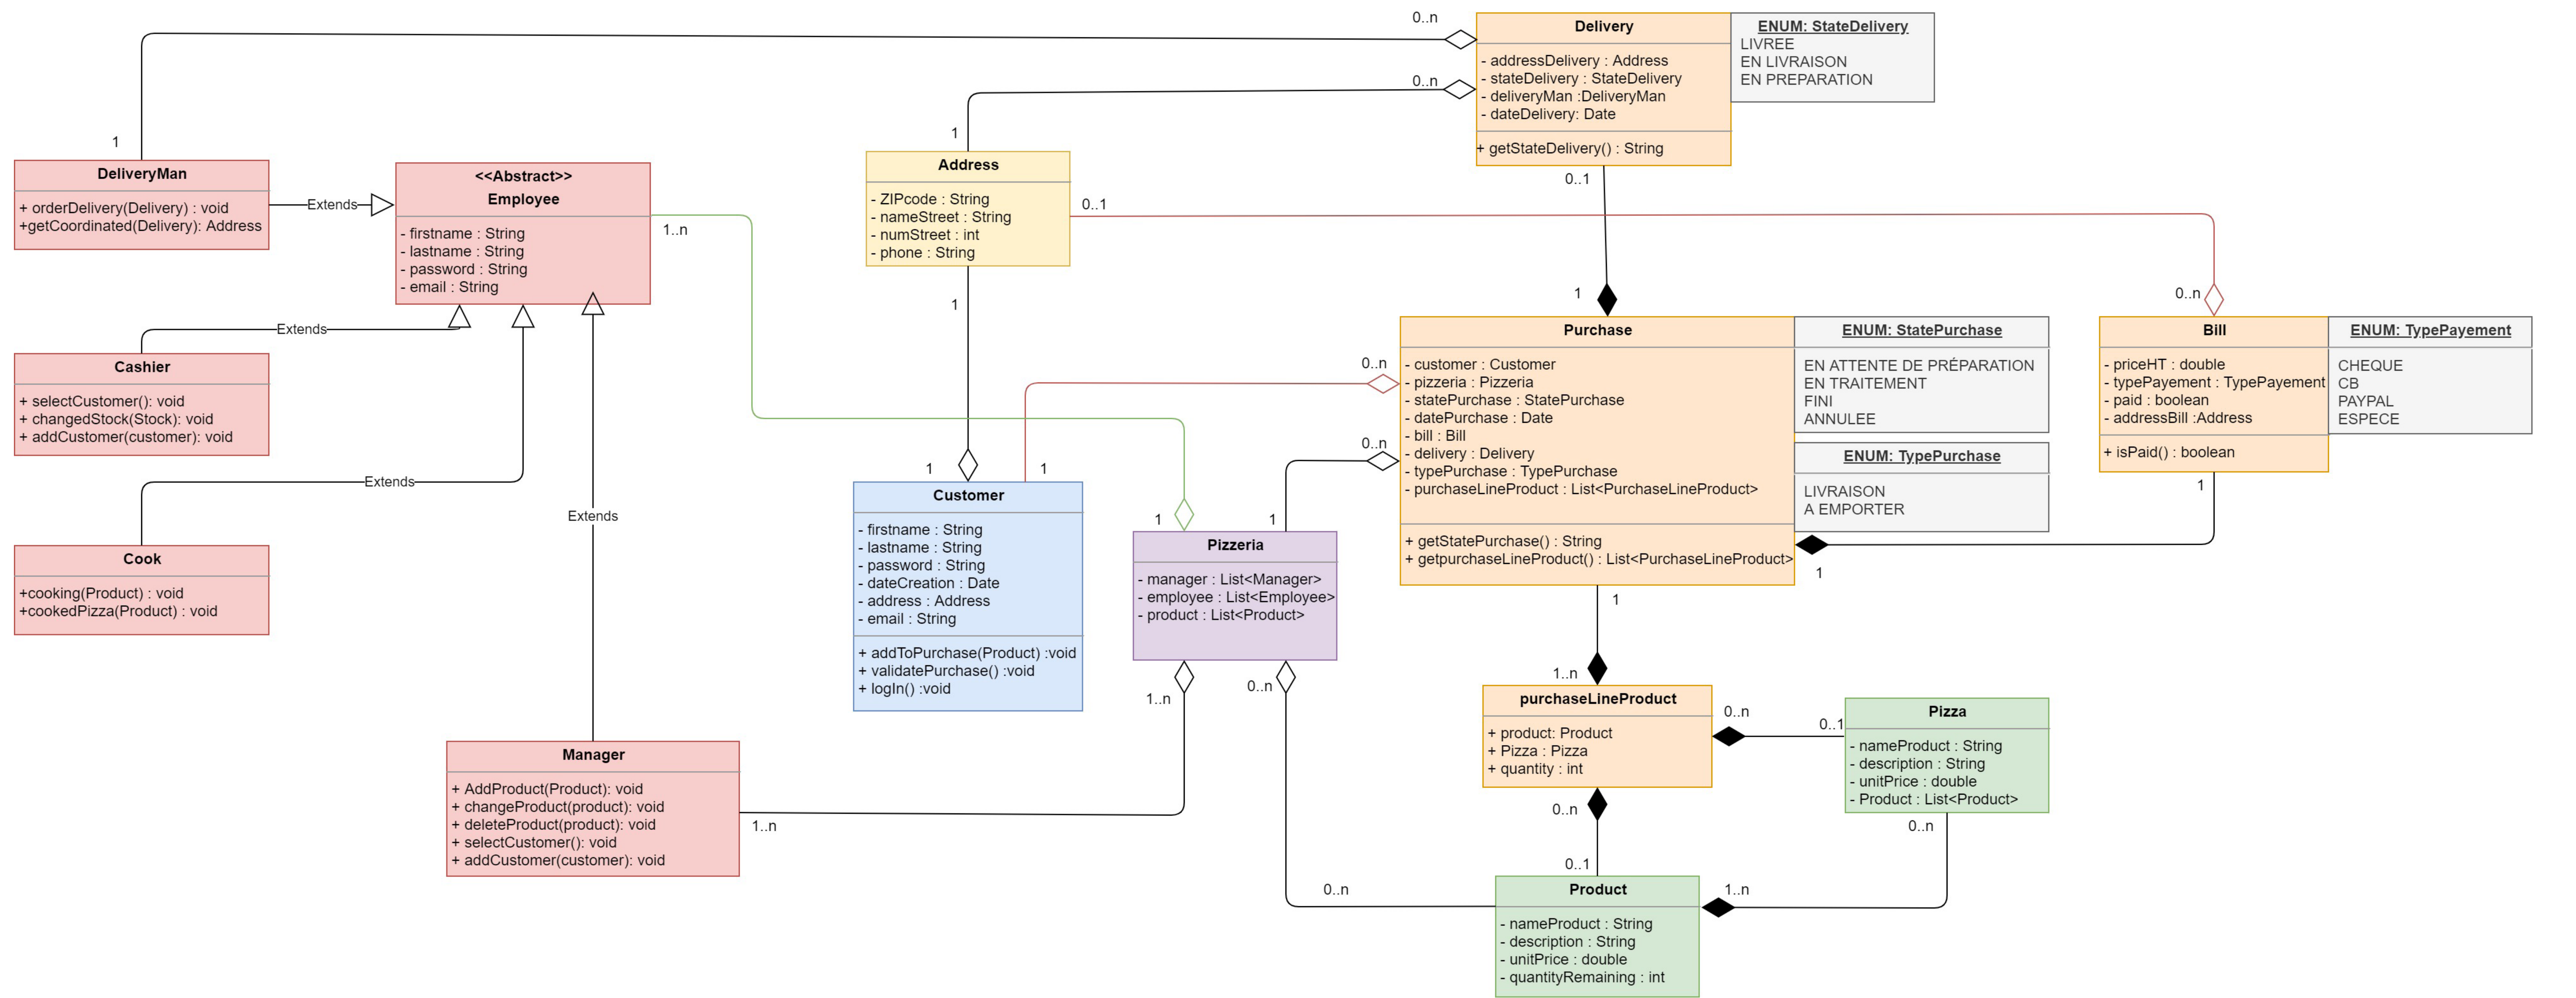 0..n
Delivery
- addressDelivery : Address
- stateDelivery : StateDelivery
- deliveryMan :DeliveryMan
- dateDelivery: Date
+ getStateDelivery() : String
ENUM: StateDelivery
LIVREE
EN LIVRAISON
EN PREPARATION
0..n
1
1
DeliveryMan
+ orderDelivery(Delivery) : void
+getCoordinated(Delivery): Address
Extends
<<Abstract>>
Employee
- firstname : String
- lastname : String
- password : String
- email : String
1..n
Address
- ZIPcode : String
- nameStreet : String
- numStreet : int
- phone : String
0..1
0..1
1
1
0..n
Extends
Cashier
+ selectCustomer(): void
+ changedStock(Stock): void
+ addCustomer(customer): void
Purchase
- customer : Customer
- pizzeria : Pizzeria
- statePurchase : StatePurchase
- datePurchase : Date
- bill : Bill
- delivery : Delivery
- typePurchase : TypePurchase
- purchaseLineProduct : List<PurchaseLineProduct>
+ getStatePurchase() : String
+ getpurchaseLineProduct() : List<PurchaseLineProduct>
ENUM: StatePurchase
EN ATTENTE DE PRÉPARATION
EN TRAITEMENT
FINI
ANNULEE
ENUM: TypePurchase
LIVRAISON
A EMPORTER
Bill
- priceHT : double
- typePayement : TypePayement
- paid : boolean
- addressBill :Address
+ isPaid() : boolean
ENUM: TypePayement
CHEQUE
CB
PAYPAL
ESPECE
0..n
0..n
1
1
1
1
1
1
Extends
Extends
Cook
+cooking(Product) : void
+cookedPizza(Product) : void
Customer
- firstname : String
- lastname : String
- password : String
- dateCreation : Date
- address : Address
- email : String
+ addToPurchase(Product) :void
+ validatePurchase() :void
+ logIn() :void
Pizzeria
- manager : List<Manager>
- employee : List<Employee>
- product : List<Product>
1
1..n
0..n
1..n
purchaseLineProduct
+ product: Product
+ Pizza : Pizza
+ quantity : int
0..n
0..1
Pizza
- nameProduct : String
- description : String
- unitPrice : double
- Product : List<Product>
Manager
+ AddProduct(Product): void
+ changeProduct(product): void
+ deleteProduct(product): void
+ selectCustomer(): void
+ addCustomer(customer): void
1..n
0..n
0..n
0..1
0..n
1..n
Product
- nameProduct : String
- description : String
- unitPrice : double
- quantityRemaining : int